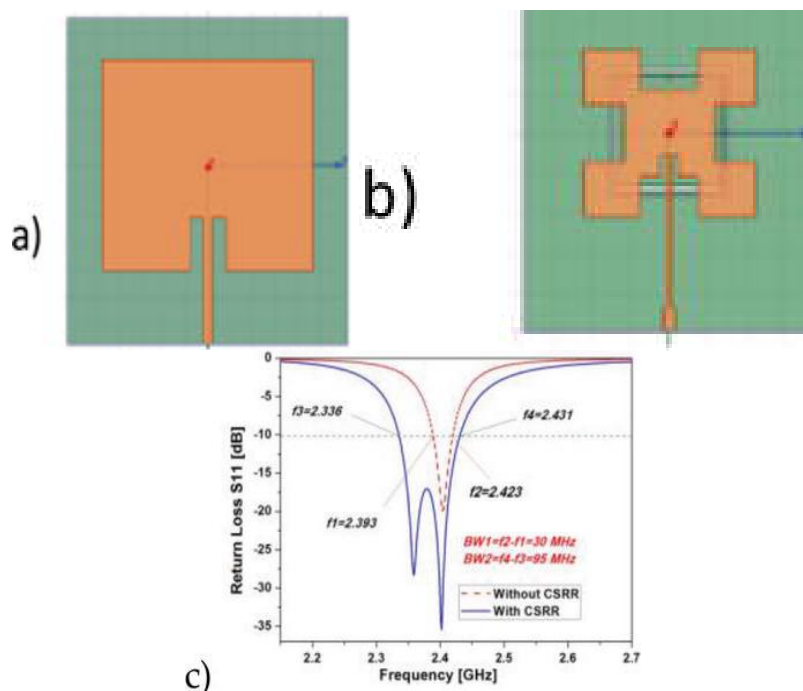 a)
b)
Return Loss S11 [dB]
0
-5
-10
-15
-20
-25
-30
-35
f3=2.336
f4=2.431
f1=2.393
f2=2.423
BW1=f2-f1=30 MHz
BW2=f4-f3=95 MHz
Without CSRR
With CSRR
2.2 2.3 2.4 2.5 2.6 2.7
Frequency [GHz]
c)